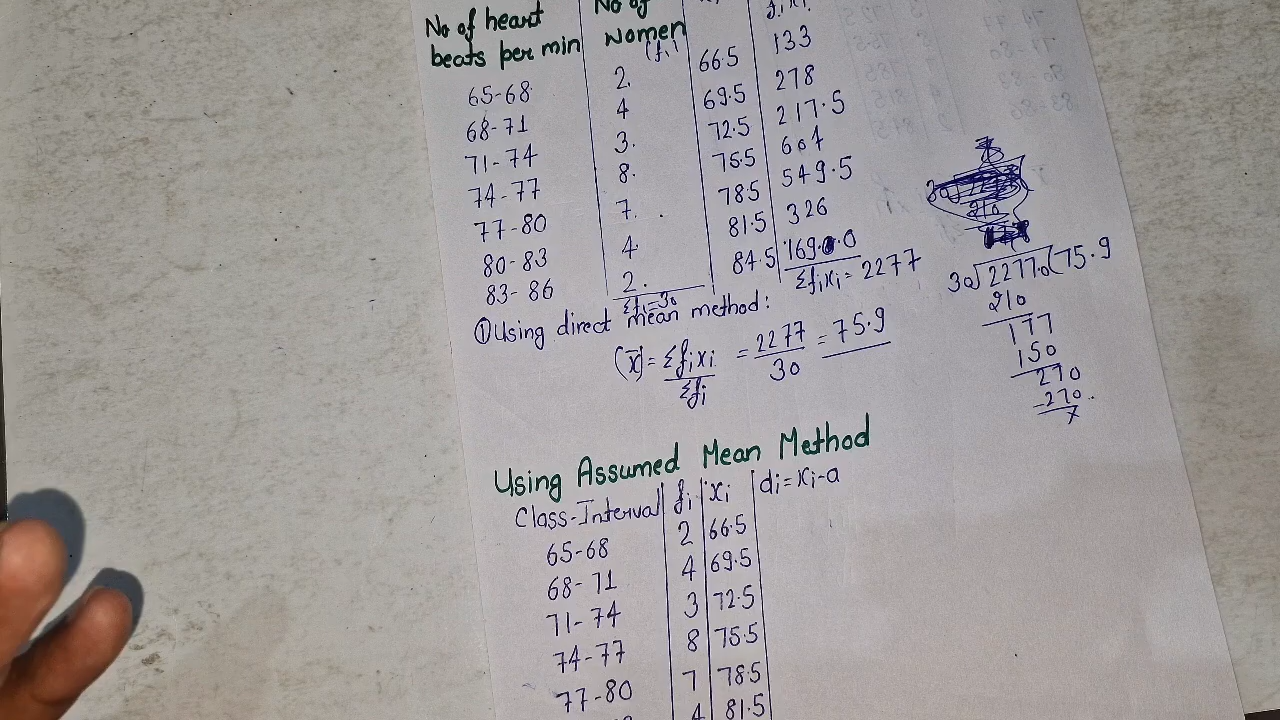 No of heart No of
beats per min women fixi
(fi)
65-68 2. 66.5 133
68-71 4 69.5 278
71-74 3. 72.5 217.5
74-77 8. 75.5 604
77-80 7. 78.5 549.5
80-83 4. 81.5 326
83-86 2. 84.5 169.0
Σfi=30 Σfixi = 2277
① Using direct mean method:
(x̄) = Σfixi = 2277 = 75.9
Σfi 30
30)2277.0(75.9
210
177
150
270
-270
x
Using Assumed Mean Method
Class-Interval fi xi di=xi-a
65-68 2 66.5
68-71 4 69.5
71-74 3 72.5
74-77 8 75.5
77-80 7 78.5
4 81.5